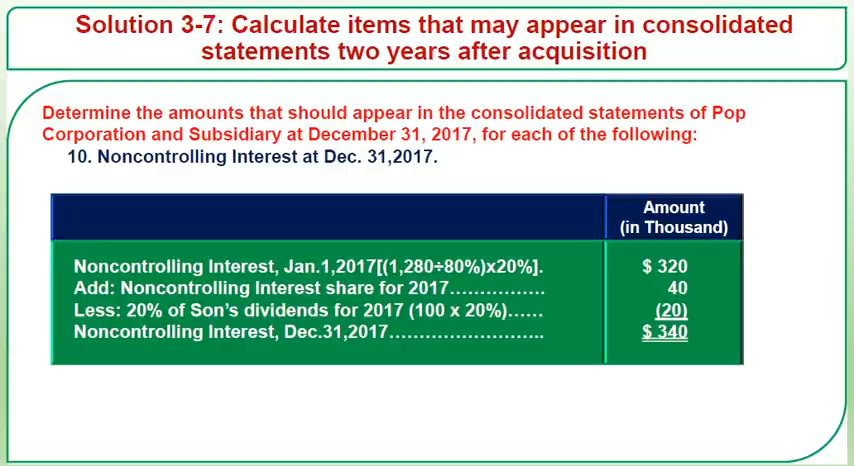 Solution 3-7: Calculate items that may appear in consolidated
statements two years after acquisition
Determine the amounts that should appear in the consolidated statements of Pop
Corporation and Subsidiary at December 31, 2017, for each of the following:
10. Noncontrolling Interest at Dec. 31,2017.
Amount
(in Thousand)
Noncontrolling Interest, Jan.1,2017[(1,280÷80%)x20%]. $ 320
Add: Noncontrolling Interest share for 2017................ 40
Less: 20% of Son’s dividends for 2017 (100 x 20%)...... (20)
Noncontrolling Interest, Dec.31,2017.......................... $ 340